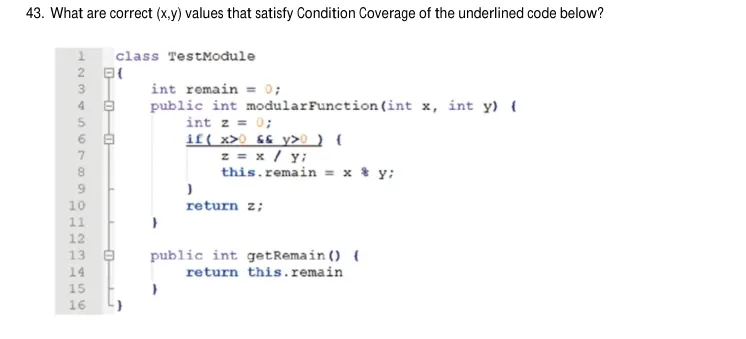 43. What are correct (x,y) values that satisfy Condition Coverage of the underlined code below?
1 class TestModule
2 {
3 int remain = 0;
4 public int modularFunction(int x, int y) {
5 int z = 0;
6 if( x>0 && y>0 ) {
7 z = x / y;
8 this.remain = x % y;
9 }
10 return z;
11 }
12
13 public int getRemain() {
14 return this.remain
15 }
16 }